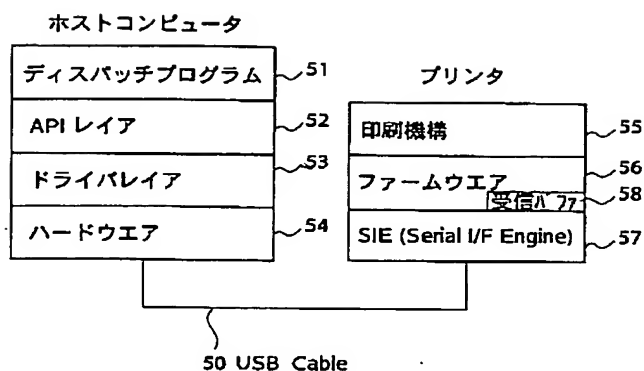 ホストコンピュータ
ディスパッチプログラム
51
APIレイア
52
ドライバレイア
53
ハードウエア
54
プリンタ
印刷機構
55
ファームウエア
56
受信ﾊﾞﾌｧ
58
SIE (Serial I/F Engine)
57
50 USB Cable